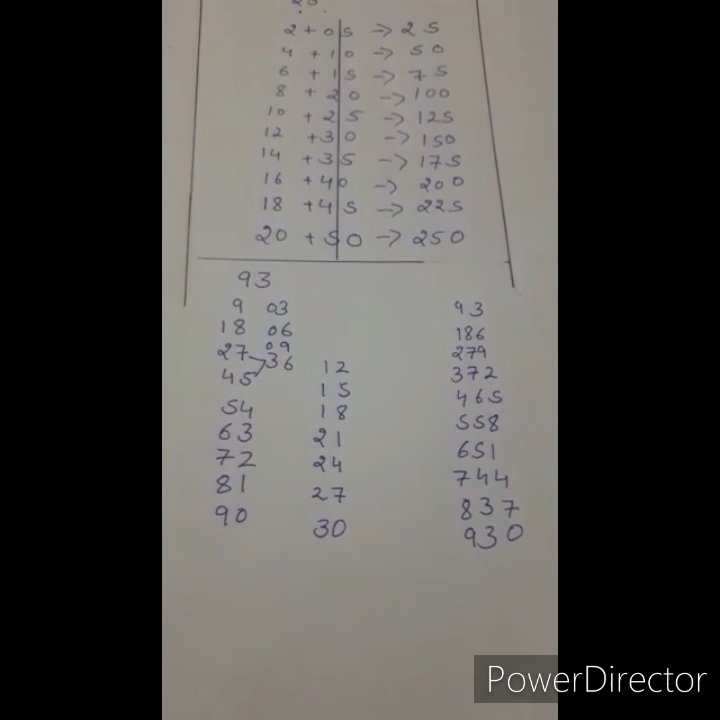 25
2 + 05 -> 25
4 + 10 -> 50
6 + 15 -> 75
8 + 20 -> 100
10 + 25 -> 125
12 +30 -> 150
14 +35 -> 175
16 +40 -> 200
18 +45 -> 225
20 +50 -> 250
93
9 03
18 06
27 09
36
45
54
63
72
81
90
12
15
18
21
24
27
30
93
186
279
372
465
558
651
744
837
930
PowerDirector